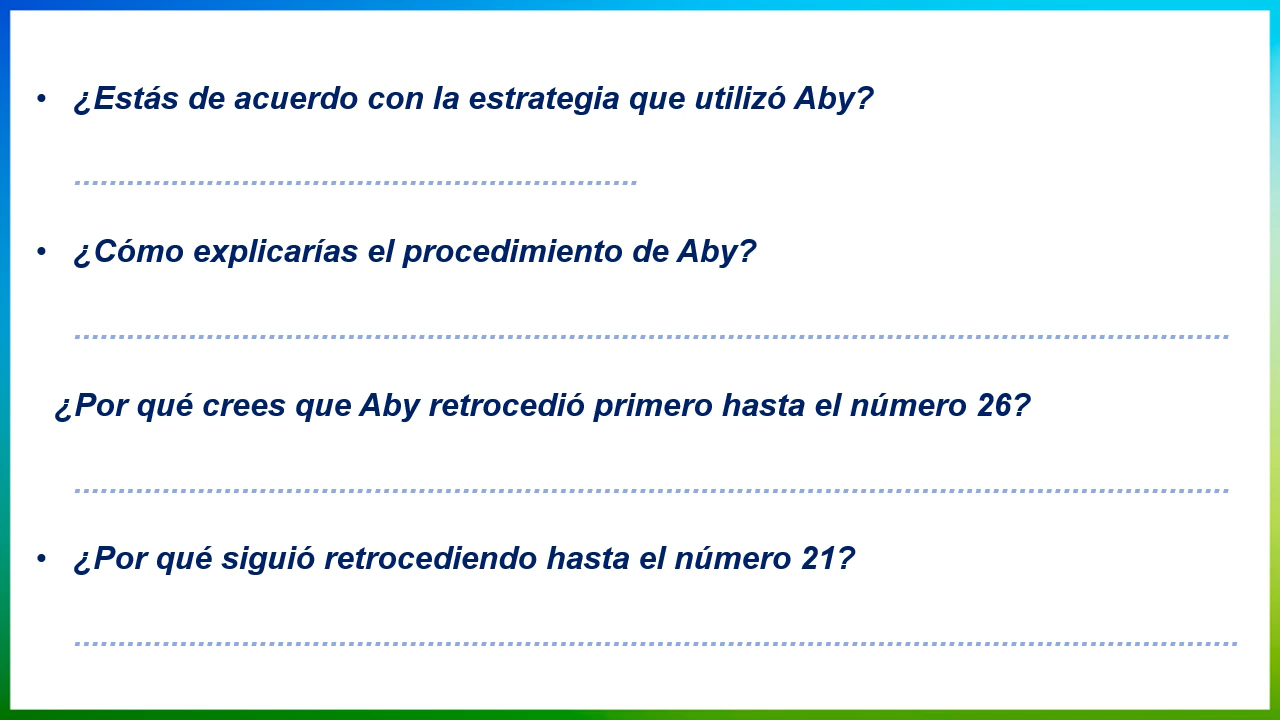 • ¿Estás de acuerdo con la estrategia que utilizó Aby?
................................................................
• ¿Cómo explicarías el procedimiento de Aby?
....................................................................................................................................
¿Por qué crees que Aby retrocedió primero hasta el número 26?
....................................................................................................................................
• ¿Por qué siguió retrocediendo hasta el número 21?
.....................................................................................................................................